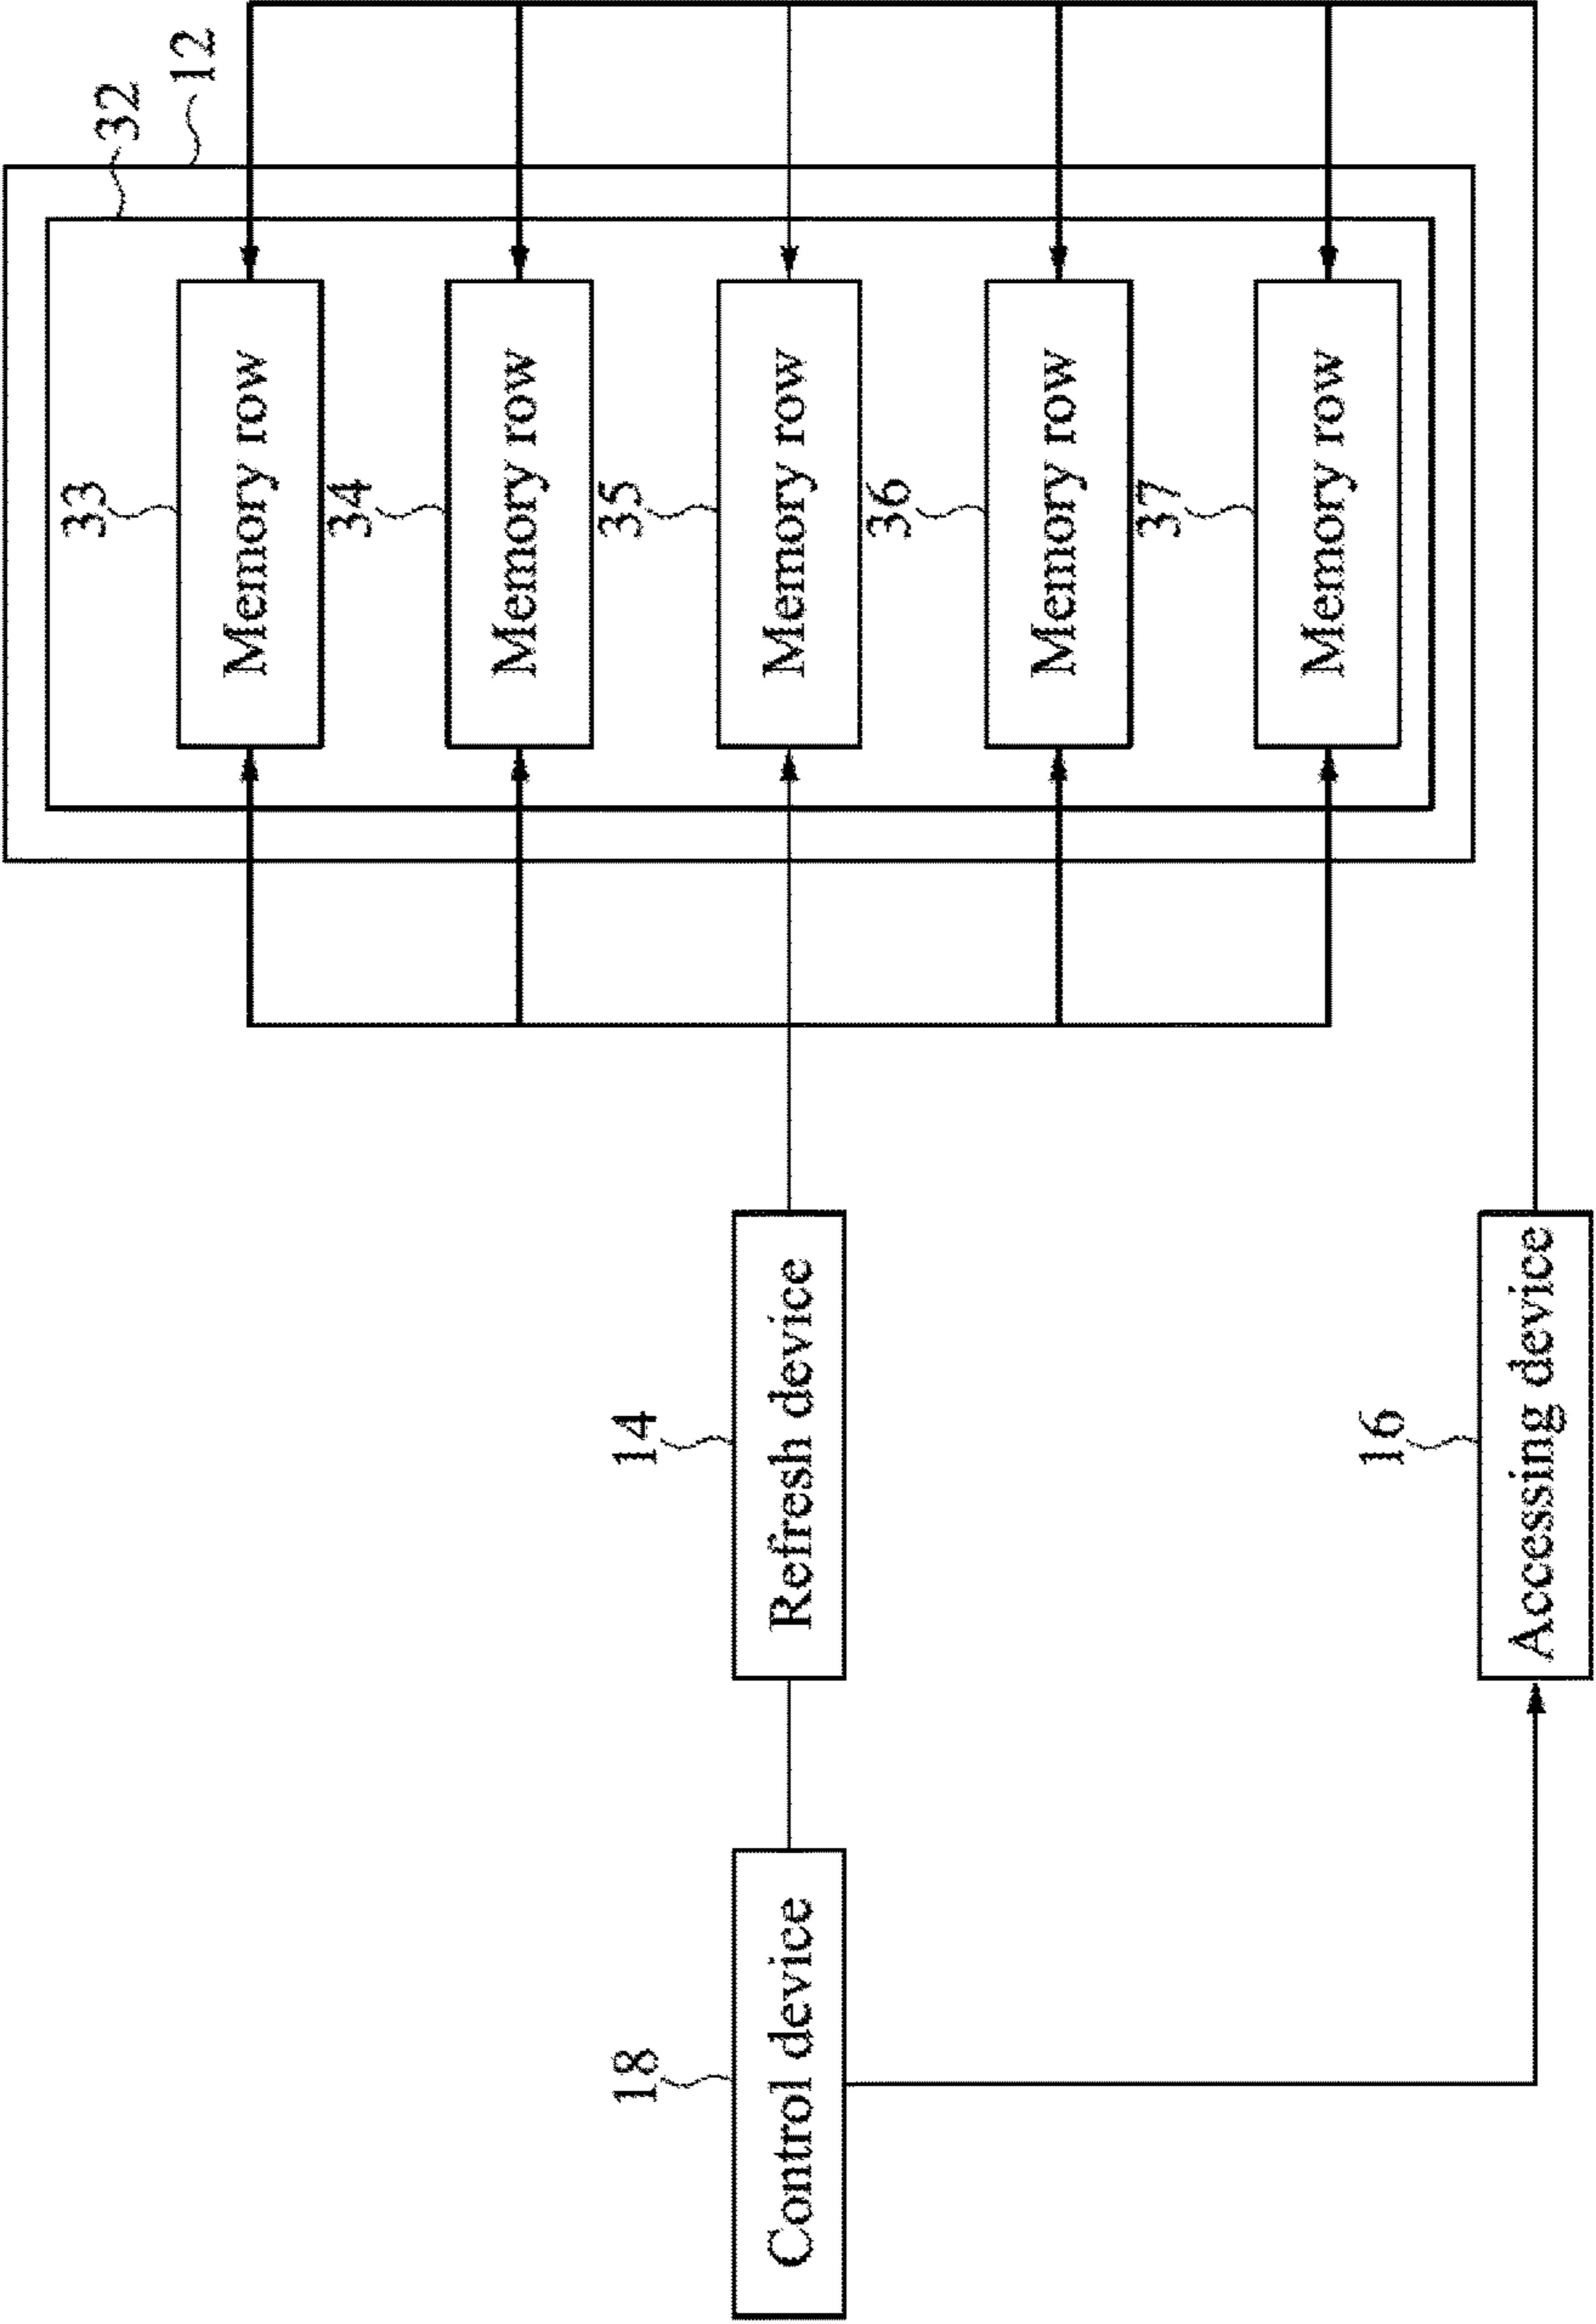 12
32
33
Memory row
34
Memory row
35
Memory row
36
Memory row
37
Memory row
14
Refresh device
16
Accessing device
18
Control device